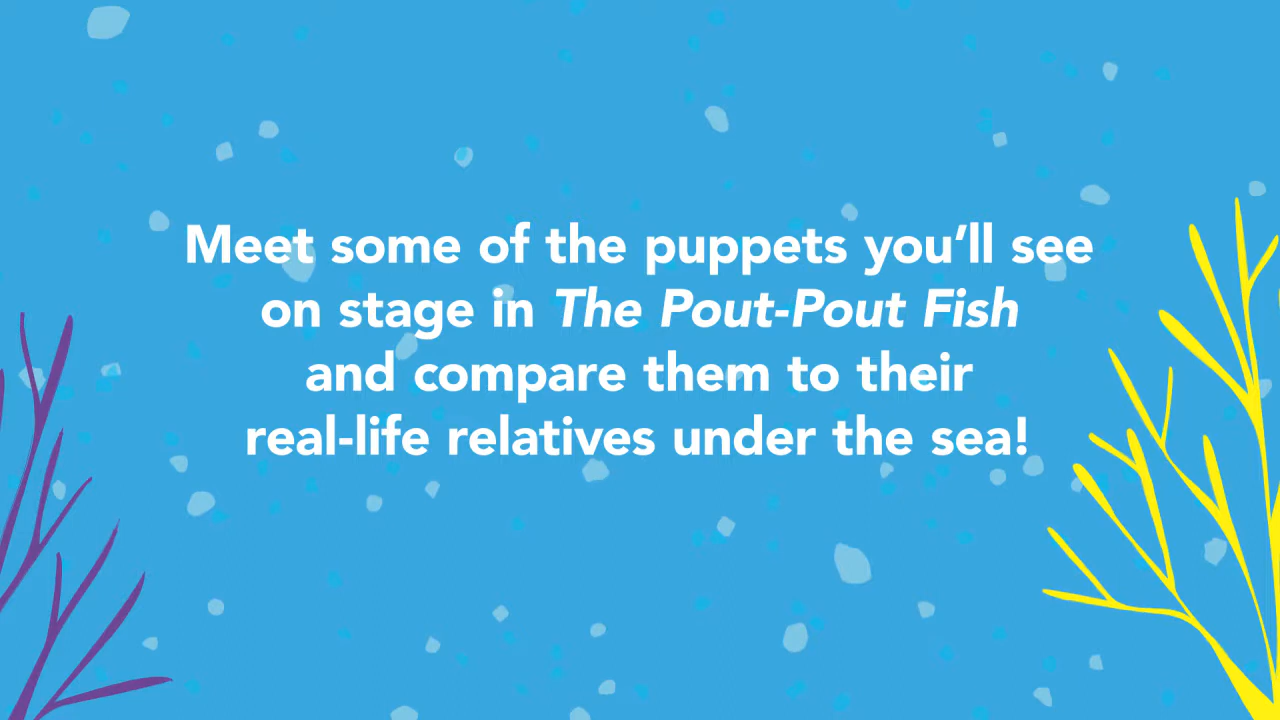 Meet some of the puppets you’ll see
on stage in The Pout-Pout Fish
and compare them to their
real-life relatives under the sea!